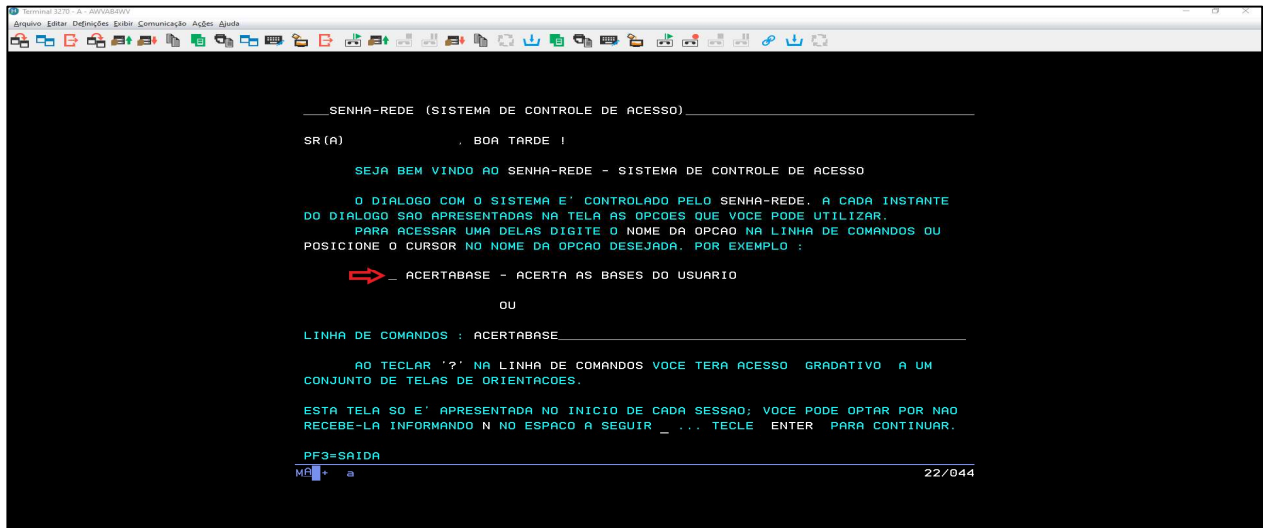 Terminal 3270 - A - AWVAB4WV
Arquivo Editar Definições Exibir Comunicação Ações Ajuda
___SENHA-REDE (SISTEMA DE CONTROLE DE ACESSO)___
SR(A) , BOA TARDE !
SEJA BEM VINDO AO SENHA-REDE - SISTEMA DE CONTROLE DE ACESSO
O DIALOGO COM O SISTEMA E' CONTROLADO PELO SENHA-REDE. A CADA INSTANTE
DO DIALOGO SAO APRESENTADAS NA TELA AS OPCOES QUE VOCE PODE UTILIZAR.
PARA ACESSAR UMA DELAS DIGITE O NOME DA OPCAO NA LINHA DE COMANDOS OU
POSICIONE O CURSOR NO NOME DA OPCAO DESEJADA. POR EXEMPLO :
_ ACERTABASE - ACERTA AS BASES DO USUARIO
OU
LINHA DE COMANDOS : ACERTABASE___
AO TECLAR '?' NA LINHA DE COMANDOS VOCE TERA ACESSO GRADATIVO A UM
CONJUNTO DE TELAS DE ORIENTACOES.
ESTA TELA SO E' APRESENTADA NO INICIO DE CADA SESSAO; VOCE PODE OPTAR POR NAO
RECEBE-LA INFORMANDO N NO ESPACO A SEGUIR _ ... TECLE ENTER PARA CONTINUAR.
PF3=SAIDA
MA + a 22/044